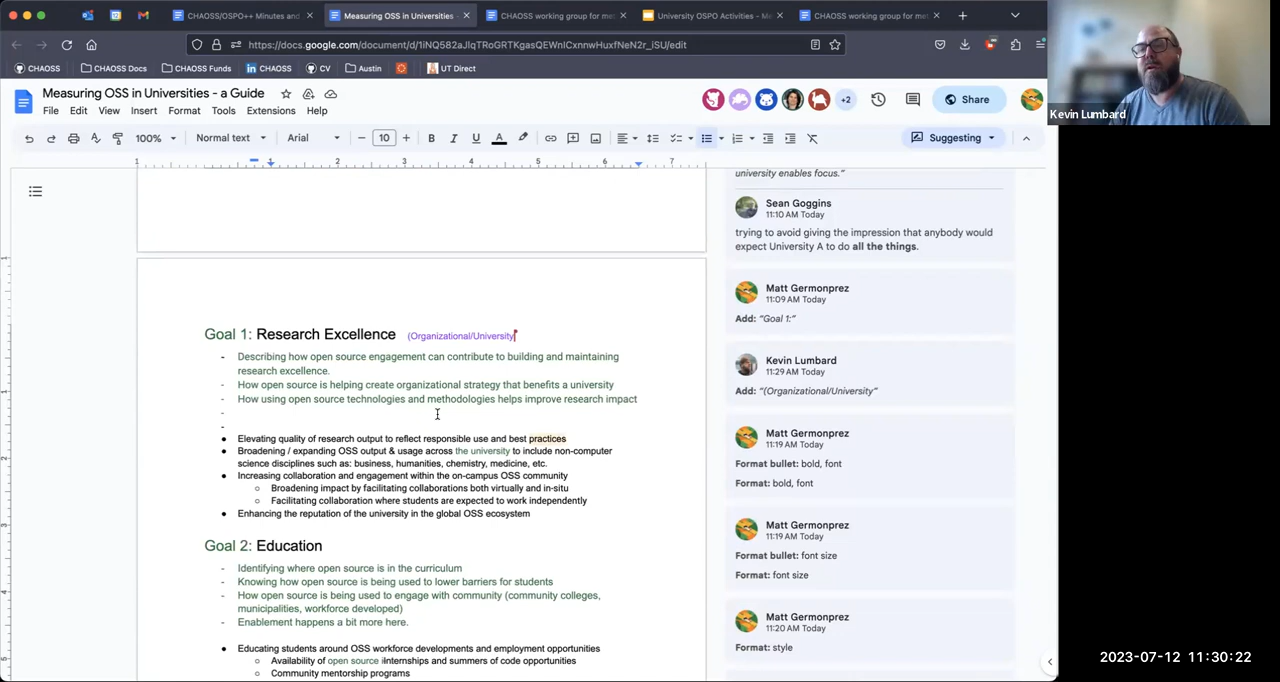 CHAOSS/OSPO++ Minutes and
Measuring OSS in Universities -
CHAOSS working group for met
University OSPO Activities - Me
CHAOSS working group for met
https://docs.google.com/document/d/1iNQ582aJlqTRoGRTKgasQEWnICxnnwHuxfNeN2r_iSU/edit
CHAOSS
CHAOSS Docs
CHAOSS Funds
CHAOSS
CV
Austin
UT Direct
Kevin Lumbard
Measuring OSS in Universities - a Guide
File Edit View Insert Format Tools Extensions Help
+2
Share
100% Normal text Arial 10 Suggesting
1 1 2 3 4 5 6 7
university enables focus."
Sean Goggins
11:10 AM Today
trying to avoid giving the impression that anybody would
expect University A to do all the things.
Matt Germonprez
11:09 AM Today
Add: "Goal 1:"
Kevin Lumbard
11:29 AM Today
Add: "(Organizational/University"
Matt Germonprez
11:19 AM Today
Format bullet: bold, font
Format: bold, font
Matt Germonprez
11:19 AM Today
Format bullet: font size
Format: font size
Matt Germonprez
11:20 AM Today
Format: style
Goal 1: Research Excellence (Organizational/University
- Describing how open source engagement can contribute to building and maintaining
research excellence.
- How open source is helping create organizational strategy that benefits a university
- How using open source technologies and methodologies helps improve research impact
-
-
● Elevating quality of research output to reflect responsible use and best practices
● Broadening / expanding OSS output & usage across the university to include non-computer
science disciplines such as: business, humanities, chemistry, medicine, etc.
● Increasing collaboration and engagement within the on-campus OSS community
○ Broadening impact by facilitating collaborations both virtually and in-situ
○ Facilitating collaboration where students are expected to work independently
● Enhancing the reputation of the university in the global OSS ecosystem
Goal 2: Education
- Identifying where open source is in the curriculum
- Knowing how open source is being used to lower barriers for students
- How open source is being used to engage with community (community colleges,
municipalities, workforce developed)
- Enablement happens a bit more here.
● Educating students around OSS workforce developments and employment opportunities
○ Availability of open source iInternships and summers of code opportunities
○ Community mentorship programs
2023-07-12 11:30:22